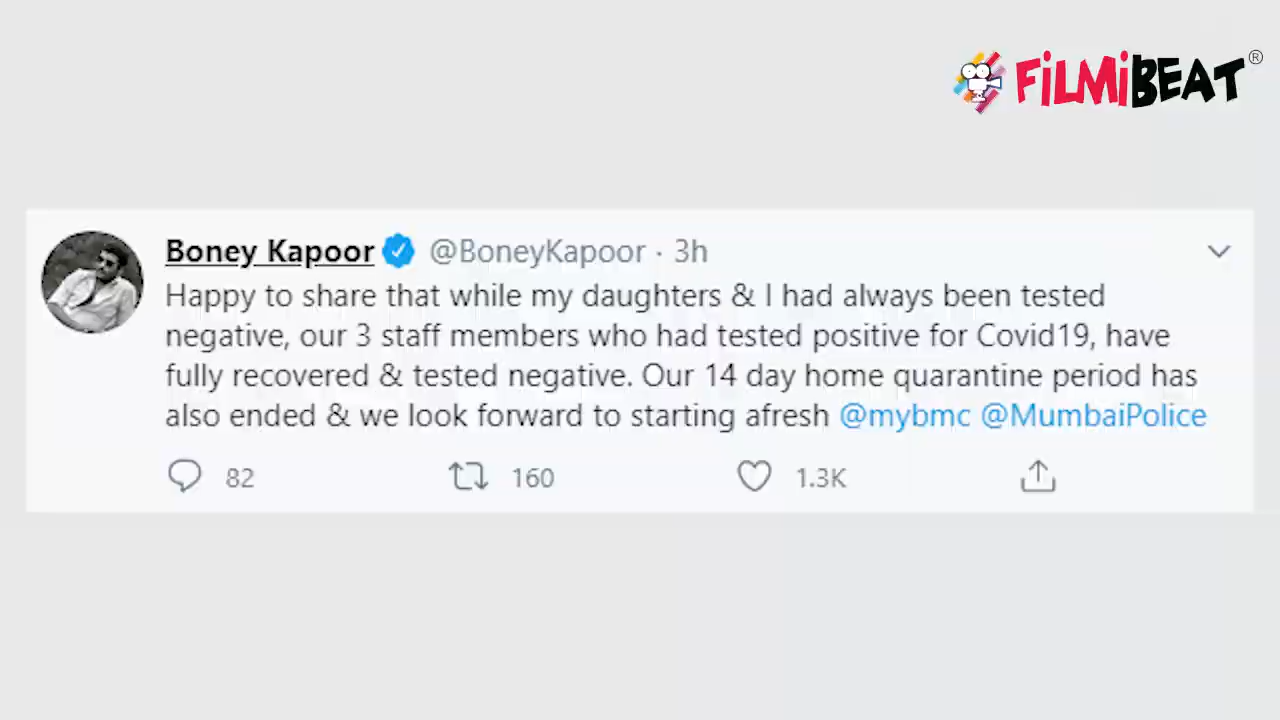 FiLMiBEAT®
Boney Kapoor @BoneyKapoor · 3h
Happy to share that while my daughters & I had always been tested
negative, our 3 staff members who had tested positive for Covid19, have
fully recovered & tested negative. Our 14 day home quarantine period has
also ended & we look forward to starting afresh @mybmc @MumbaiPolice
82 160 1.3K